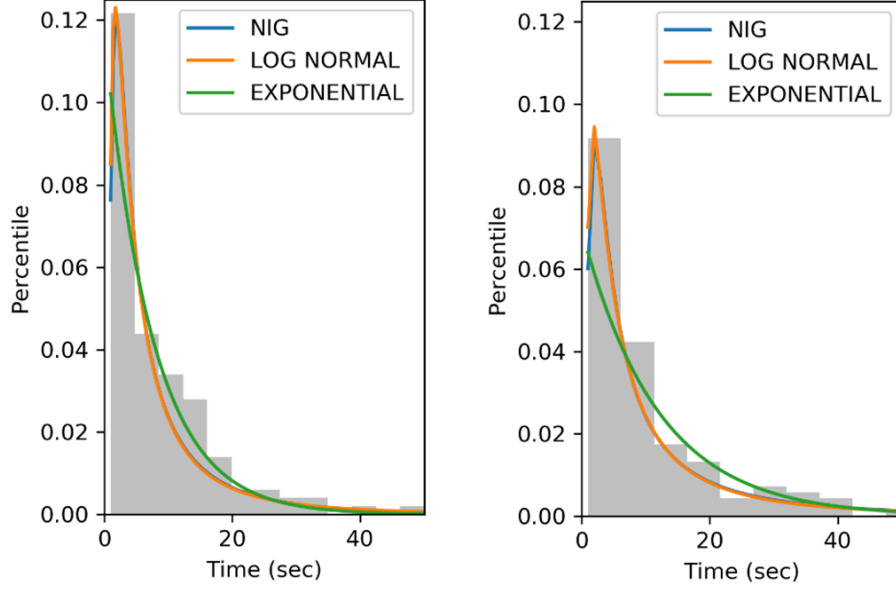 0.12
0.10
0.08
0.06
0.04
0.02
0.00
Percentile
NIG
LOG NORMAL
EXPONENTIAL
0
20
40
Time (sec)
0.12
0.10
0.08
0.06
0.04
0.02
0.00
Percentile
NIG
LOG NORMAL
EXPONENTIAL
0
20
40
Time (sec)